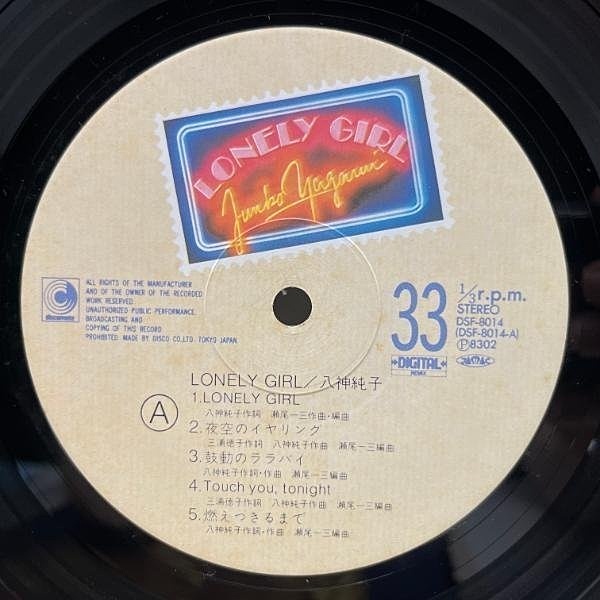 LONELY GIRL
Junko Yagami
ALL RIGHTS OF THE MANUFACTURER
AND OF THE OWNER OF THE RECORDED
WORK RESERVED
UNAUTHORIZED PUBLIC PERFORMANCE,
BROADCASTING AND
COPYING OF THIS RECORD
PROHIBITED MADE BY DISCO CO.,LTD. TOKYO JAPAN
33 1/3 r.p.m.
STEREO
DSF-8014
(DSF-8014-A)
Ⓟ8302
DIGITAL
REMIX
A
LONELY GIRL/八神純子
1.LONELY GIRL
八神純子作詞 瀬尾一三作曲・編曲
2.夜空のイヤリング
三浦徳子作詞 八神純子作曲 瀬尾一三編曲
3.鼓動のララバイ
八神純子作詞・作曲 瀬尾一三編曲
4.Touch you, tonight
三浦徳子作詞 八神純子作曲 瀬尾一三編曲
5.燃えつきるまで
八神純子作詞・作曲 瀬尾一三編曲